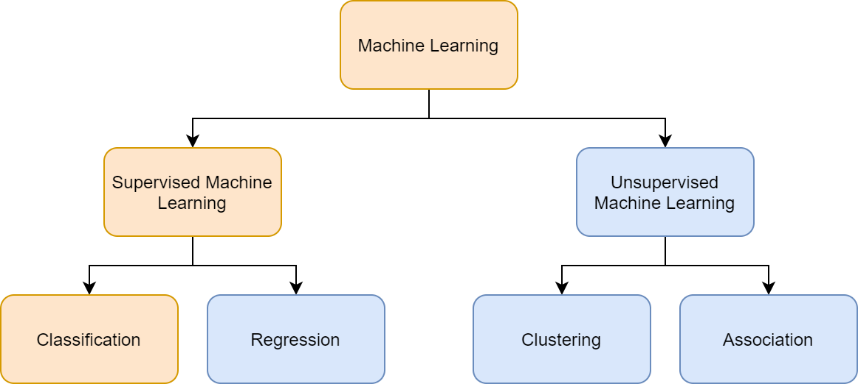 Machine Learning
Supervised Machine
Learning
Unsupervised
Machine Learning
Classification
Regression
Clustering
Association